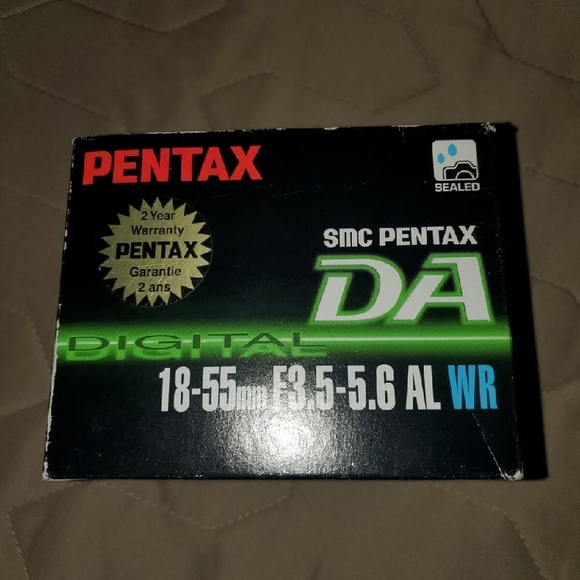 PENTAX
SEALED
2 Year
Warranty
PENTAX
Garantie
2 ans
smc PENTAX
DA
DIGITAL
18-55mm F3.5-5.6 AL WR